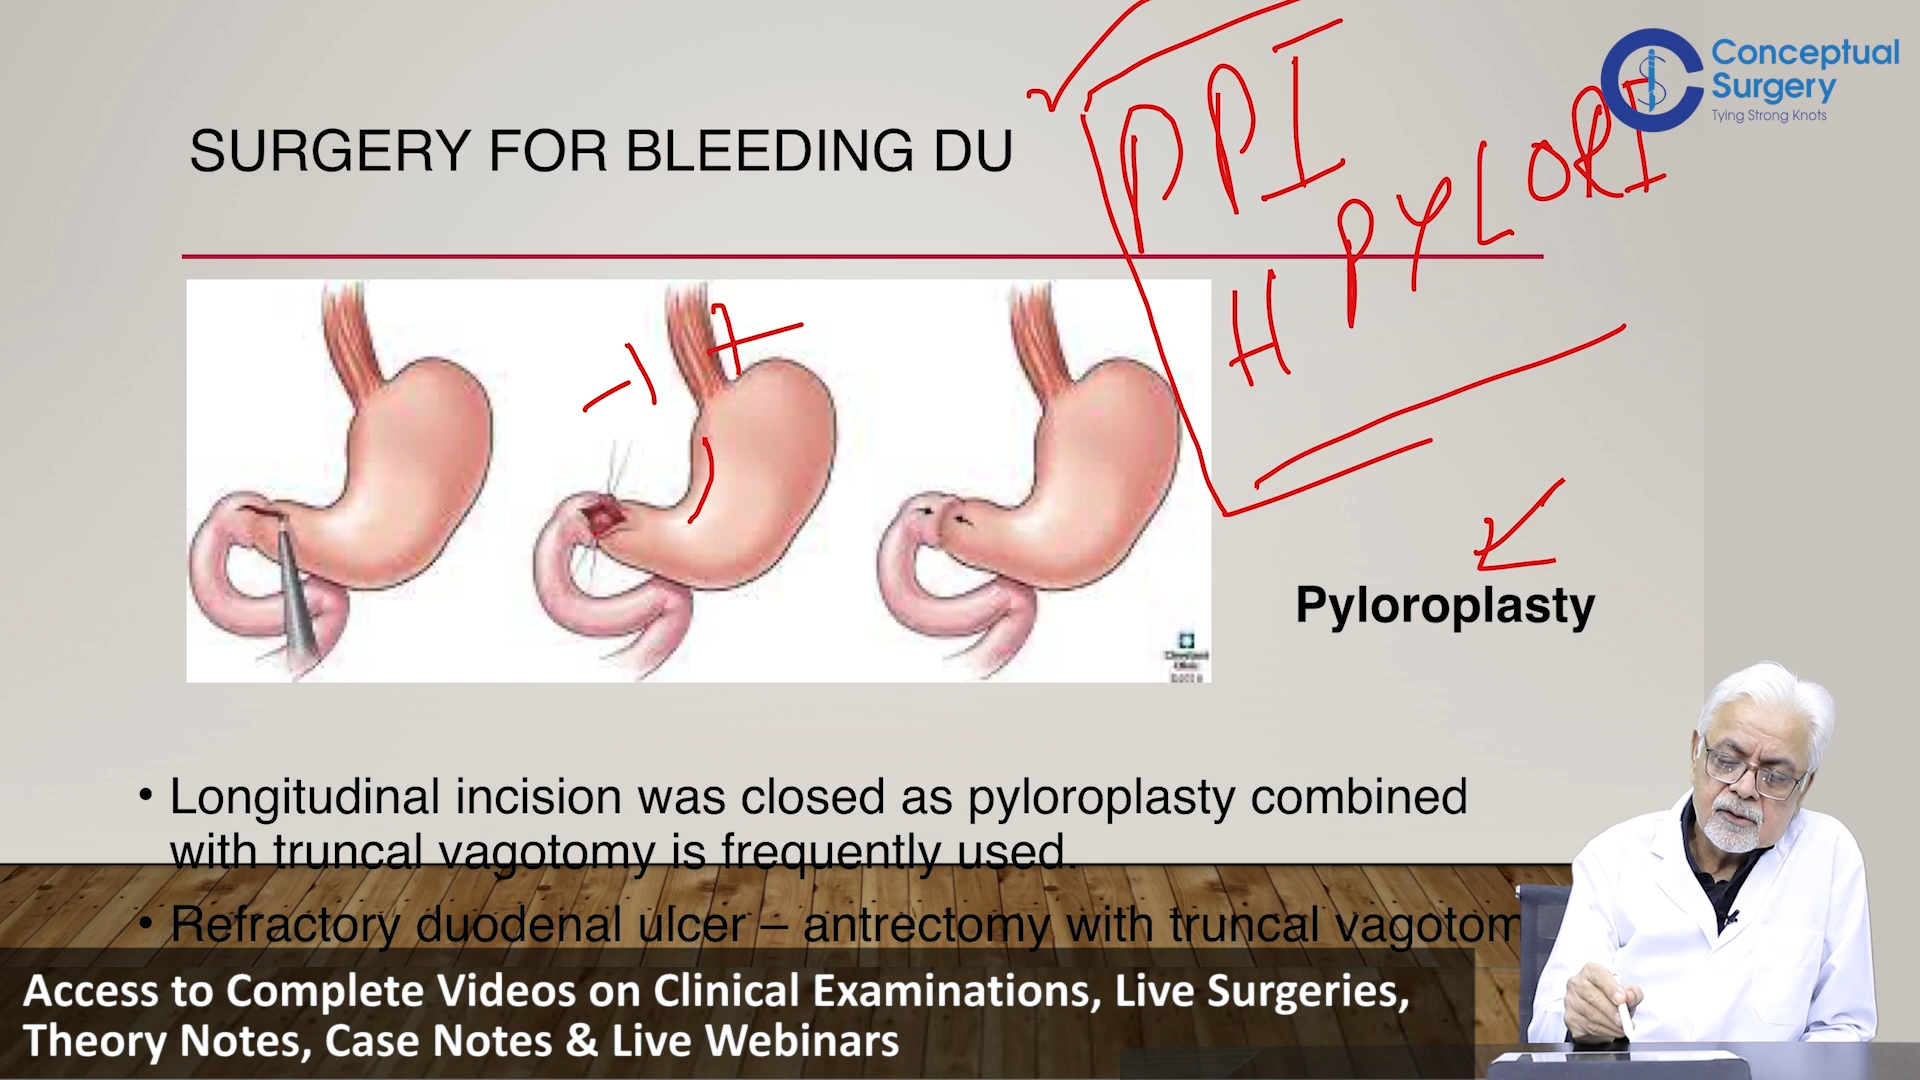 Conceptual
Surgery
Tying Strong Knots
SURGERY FOR BLEEDING DU
PPI
H PYLORI
Cleveland
Clinic
Pyloroplasty
• Longitudinal incision was closed as pyloroplasty combined
with truncal vagotomy is frequently used.
• Refractory duodenal ulcer – antrectomy with truncal vagotom
Access to Complete Videos on Clinical Examinations, Live Surgeries,
Theory Notes, Case Notes & Live Webinars